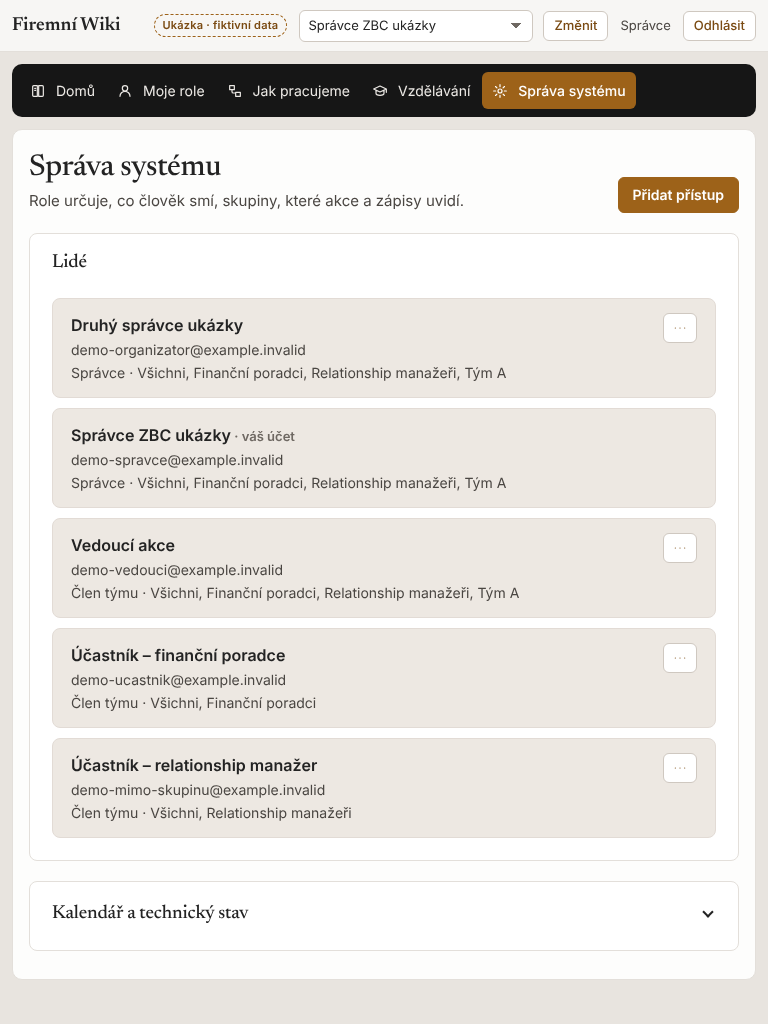 Firemní Wiki
Ukázka · fiktivní data
Správce ZBC ukázky
Změnit
Správce
Odhlásit
Domů
Moje role
Jak pracujeme
Vzdělávání
Správa systému
Správa systému
Role určuje, co člověk smí, skupiny, které akce a zápisy uvidí.
Přidat přístup
Lidé
Druhý správce ukázky
demo-organizator@example.invalid
Správce · Všichni, Finanční poradci, Relationship manažeři, Tým A
···
Správce ZBC ukázky · váš účet
demo-spravce@example.invalid
Správce · Všichni, Finanční poradci, Relationship manažeři, Tým A
Vedoucí akce
demo-vedouci@example.invalid
Člen týmu · Všichni, Finanční poradci, Relationship manažeři, Tým A
···
Účastník – finanční poradce
demo-ucastnik@example.invalid
Člen týmu · Všichni, Finanční poradci
···
Účastník – relationship manažer
demo-mimo-skupinu@example.invalid
Člen týmu · Všichni, Relationship manažeři
···
Kalendář a technický stav